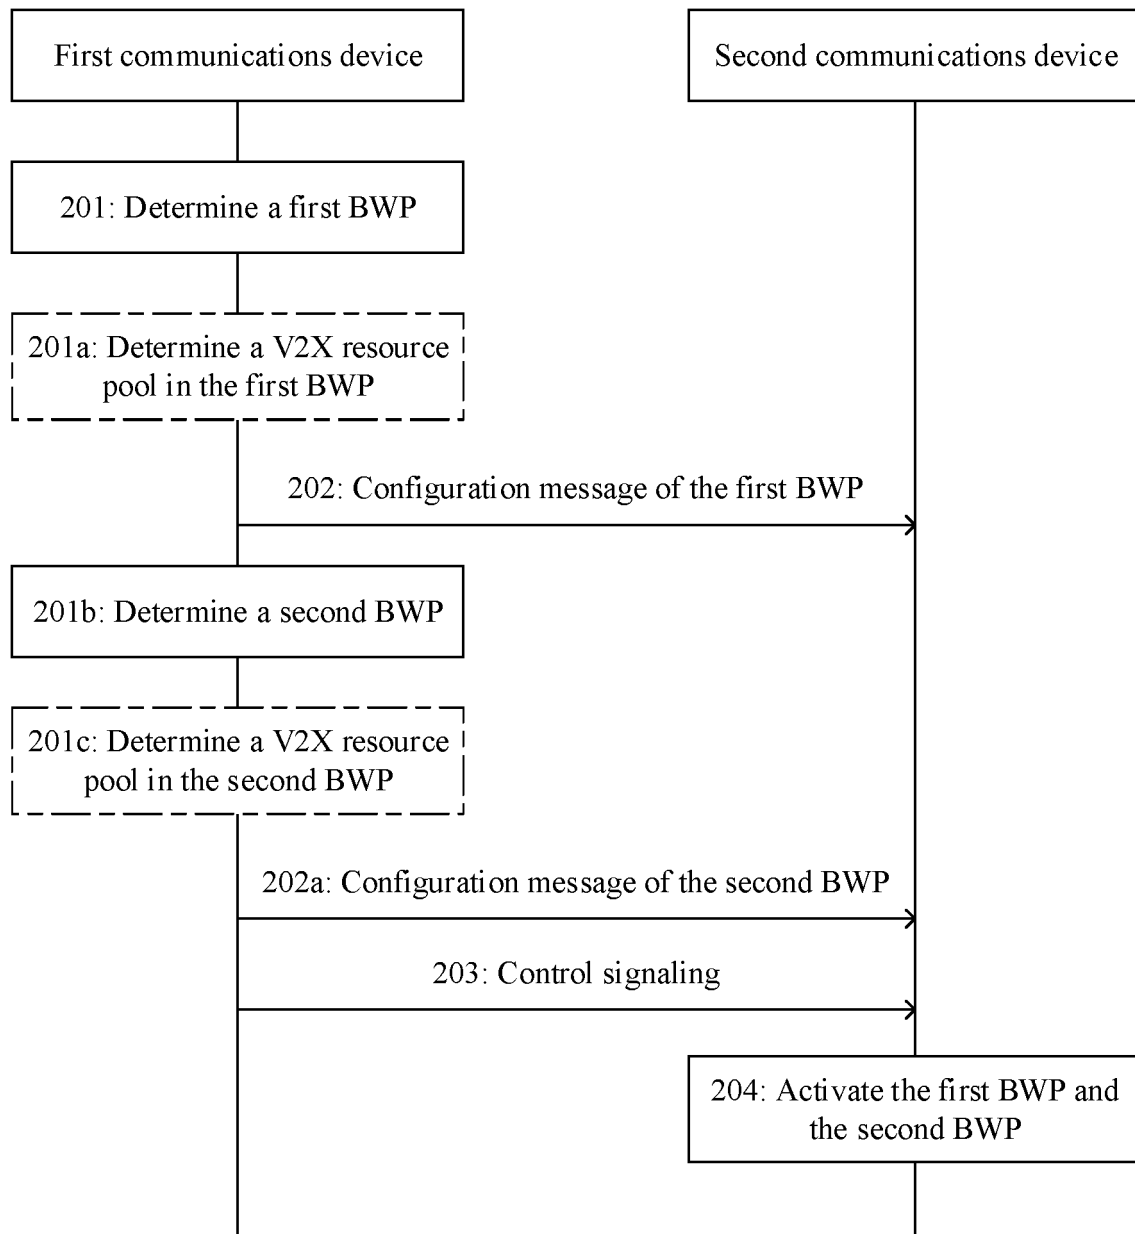 First communications device
Second communications device
201: Determine a first BWP
201a: Determine a V2X resource
pool in the first BWP
202: Configuration message of the first BWP
201b: Determine a second BWP
201c: Determine a V2X resource
pool in the second BWP
202a: Configuration message of the second BWP
203: Control signaling
204: Activate the first BWP and
the second BWP